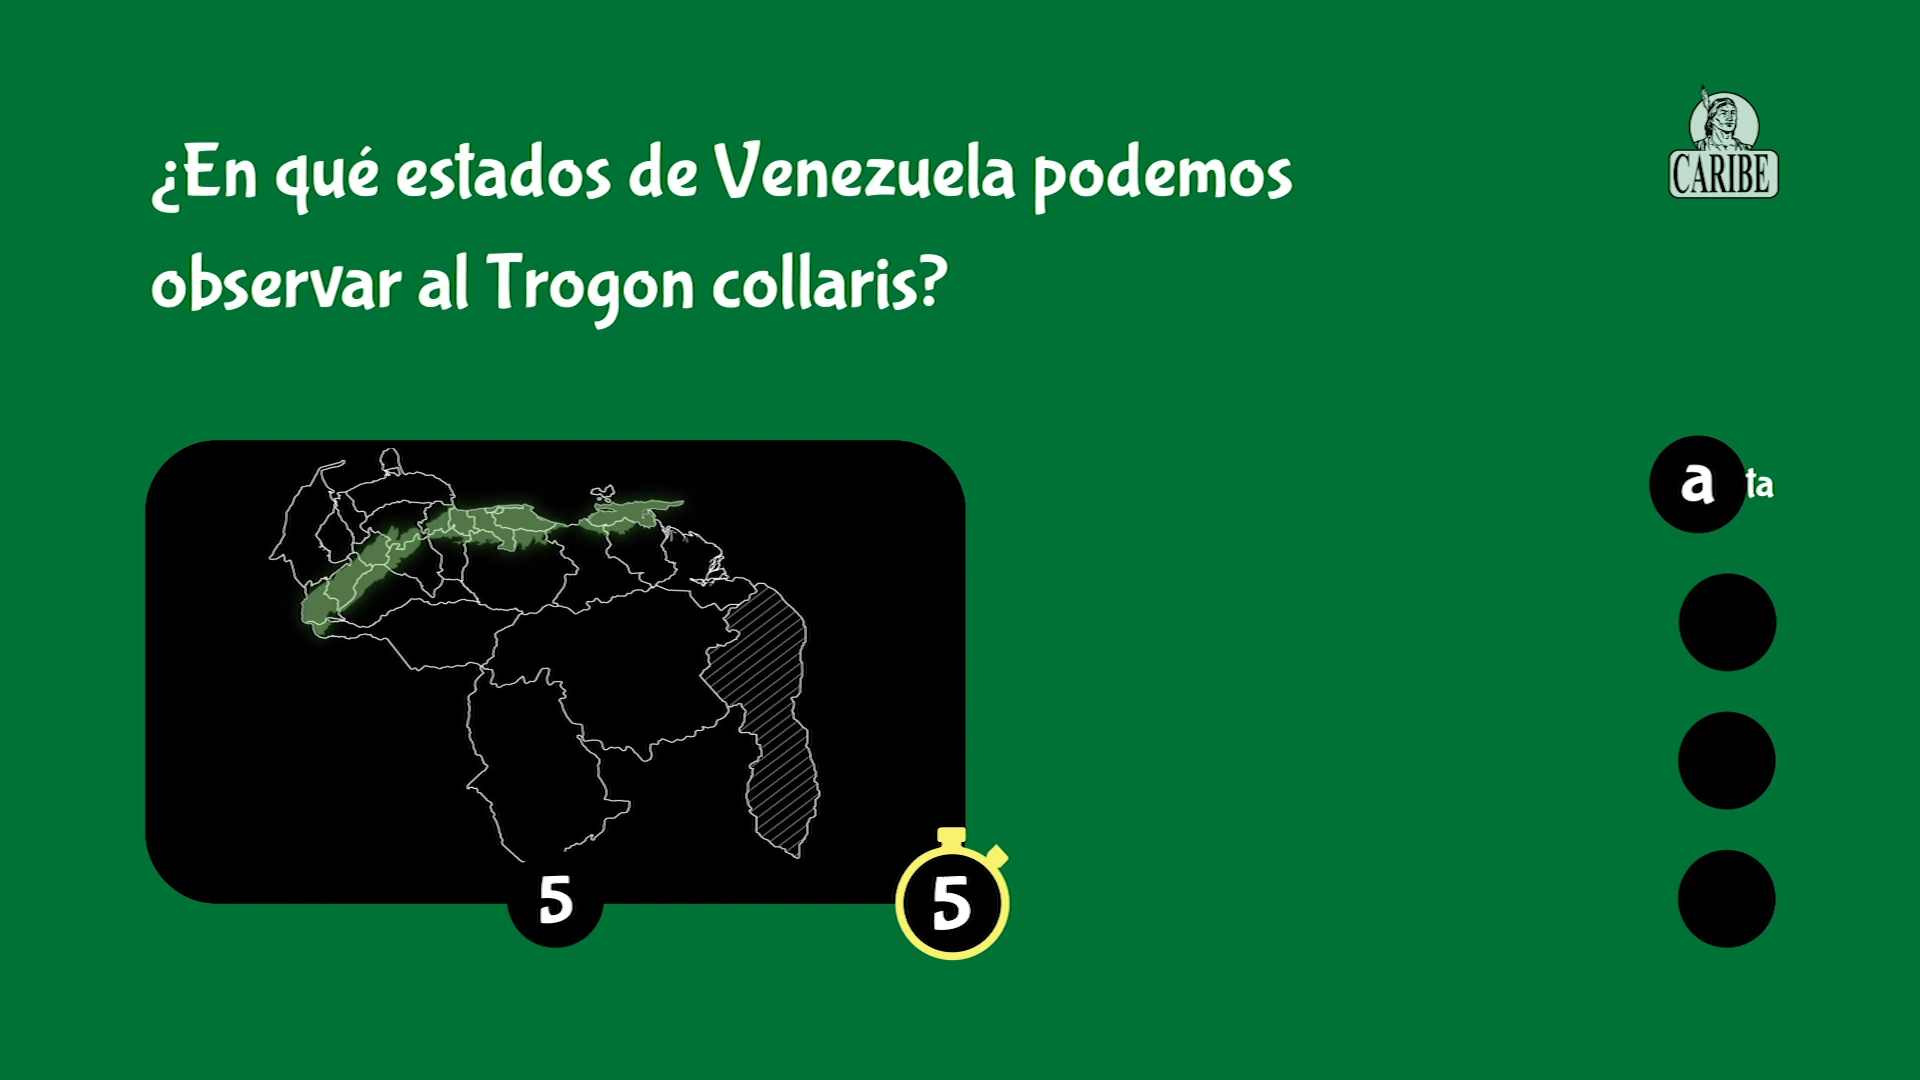 ¿En qué estados de Venezuela podemos
observar al Trogon collaris?
CARIBE
a ta
5
5